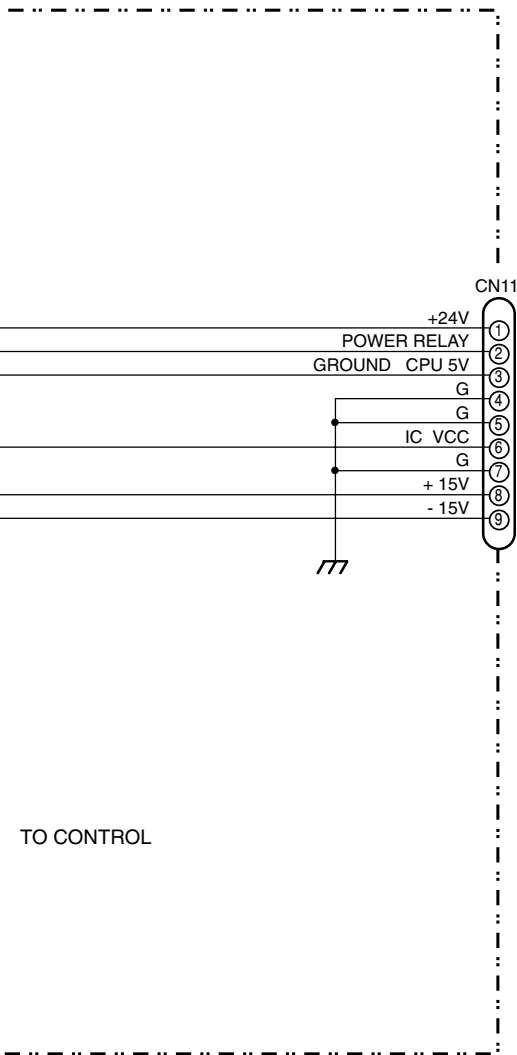 CN11
+24V ①
POWER RELAY ②
GROUND CPU 5V ③
G ④
G ⑤
IC VCC ⑥
G ⑦
+ 15V ⑧
- 15V ⑨
TO CONTROL